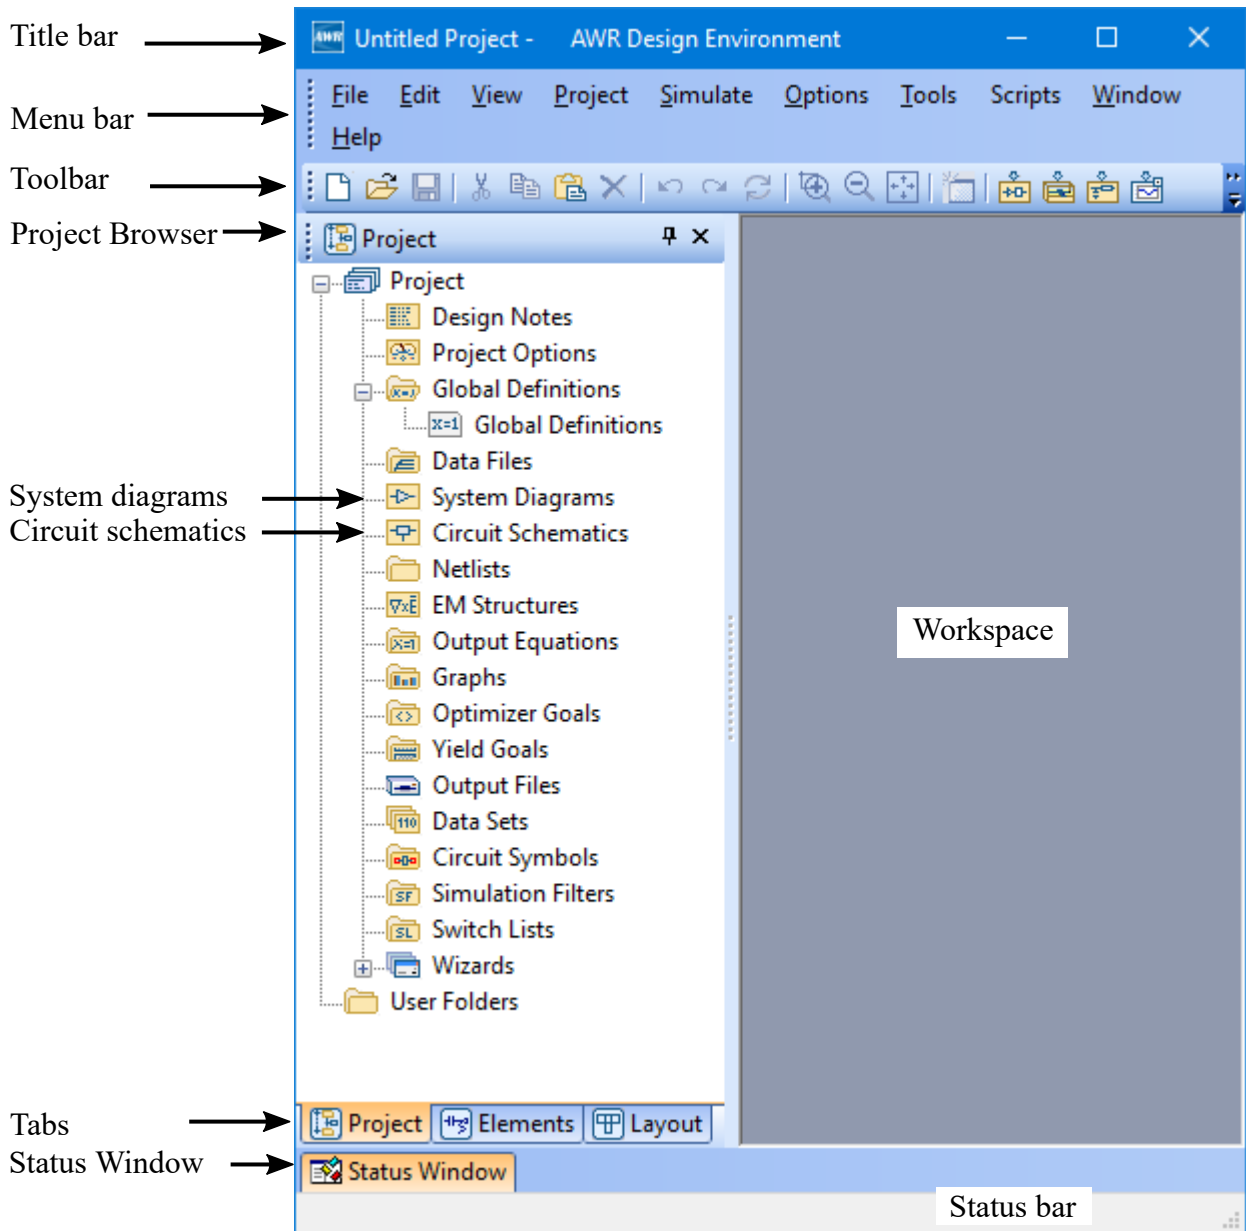 Title bar
AWR Untitled Project - AWR Design Environment
Menu bar
File Edit View Project Simulate Options Tools Scripts Window
Help
Toolbar
Project Browser
Project
Project
Design Notes
Project Options
Global Definitions
X=1 Global Definitions
Data Files
System diagrams
System Diagrams
Circuit schematics
Circuit Schematics
Netlists
EM Structures
Output Equations
Graphs
Optimizer Goals
Yield Goals
Output Files
110 Data Sets
Circuit Symbols
SF Simulation Filters
SL Switch Lists
Wizards
User Folders
Workspace
Tabs
Project Elements Layout
Status Window
Status Window
Status bar